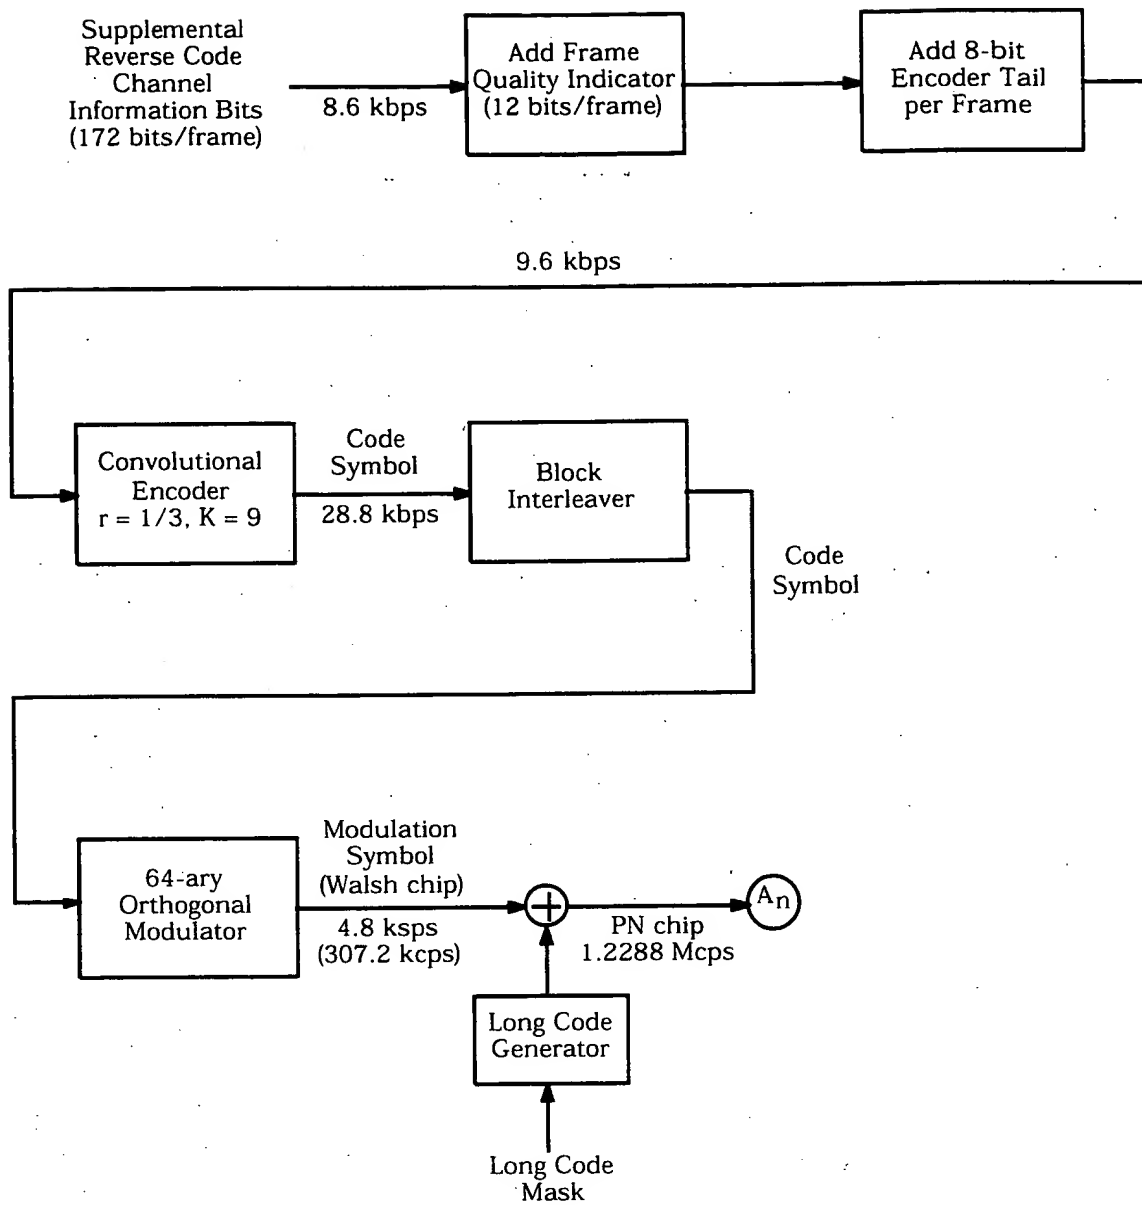 Supplemental
Reverse Code
Channel
Information Bits
(172 bits/frame)
8.6 kbps
Add Frame
Quality Indicator
(12 bits/frame)
Add 8-bit
Encoder Tail
per Frame
9.6 kbps
Convolutional
Encoder
r = 1/3, K = 9
Code
Symbol
28.8 kbps
Block
Interleaver
Code
Symbol
64-ary
Orthogonal
Modulator
Modulation
Symbol
(Walsh chip)
4.8 ksps
(307.2 kcps)
+
PN chip
1.2288 Mcps
An
Long Code
Generator
Long Code
Mask